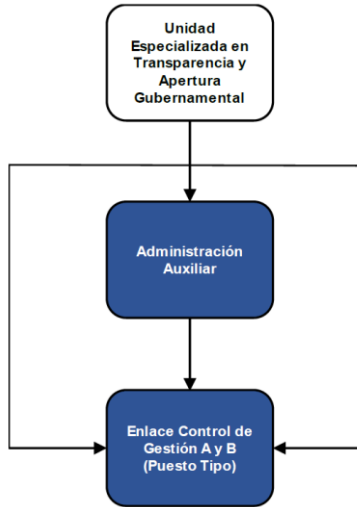 Unidad
Especializada en
Transparencia y
Apertura
Gubernamental
Administración
Auxiliar
Enlace Control de
Gestión A y B
(Puesto Tipo)